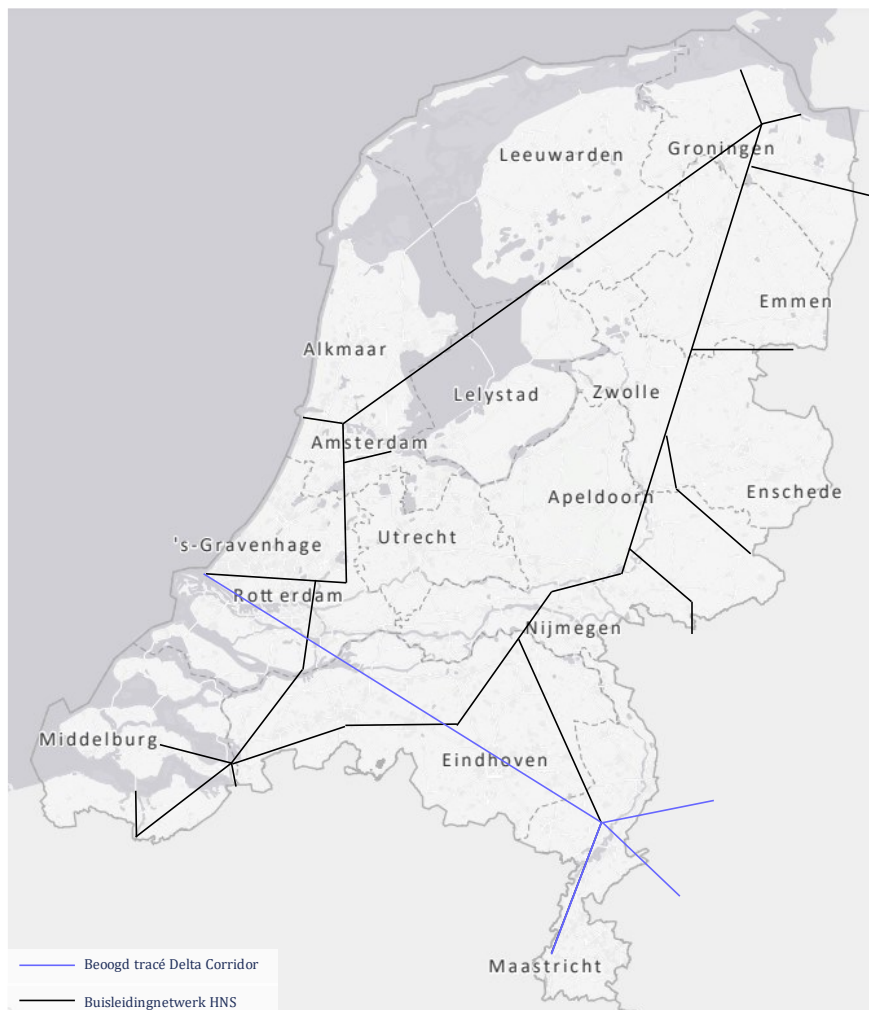 Leeuwarden
Groningen
Emmen
Alkmaar
Lelystad
Zwolle
Amsterdam
Apeldoorn
Enschede
's-Gravenhage
Utrecht
Rotterdam
Nijmegen
Middelburg
Eindhoven
Maastricht
Beoogd tracé Delta Corridor
Buisleidingnetwerk HNS